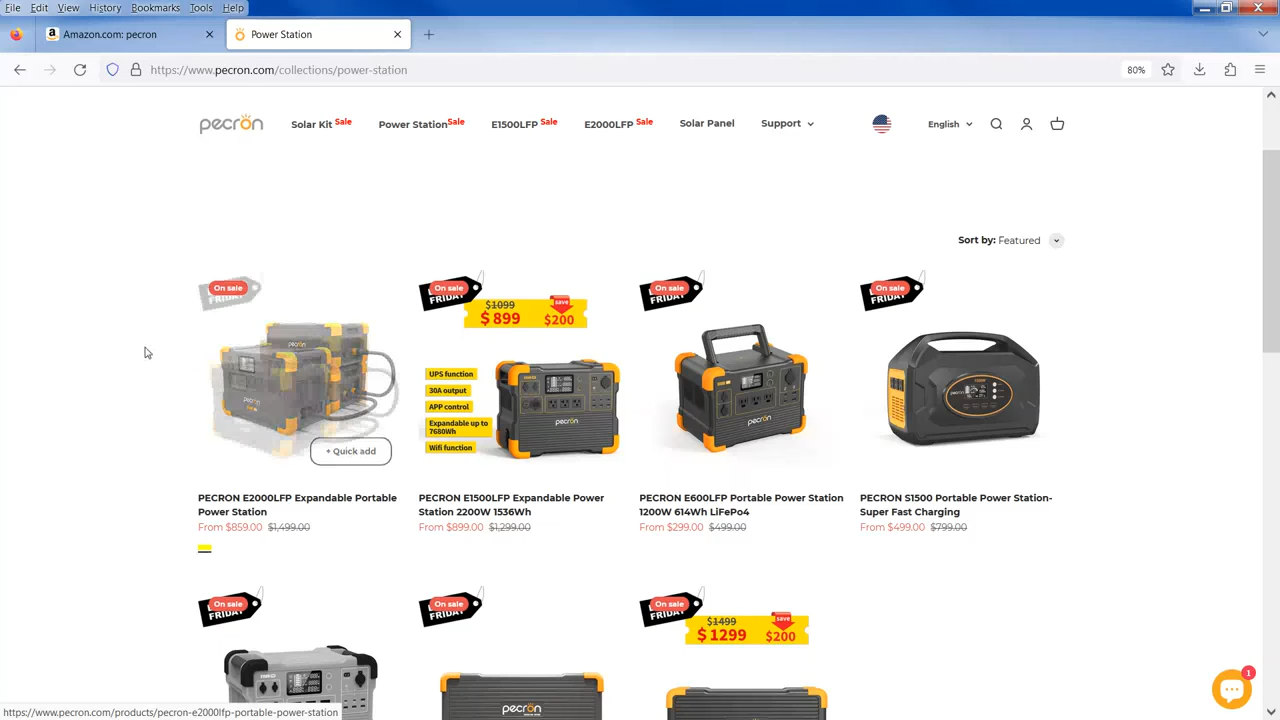 File Edit View History Bookmarks Tools Help
Amazon.com: pecron
Power Station
https://www.pecron.com/collections/power-station
80%
pecron
Solar Kit Sale
Power Station Sale
E1500LFP Sale
E2000LFP Sale
Solar Panel
Support
English
Sort by: Featured
On sale
FRIDAY
+ Quick add
PECRON E2000LFP Expandable Portable
Power Station
From $859.00 $1,499.00
On sale
FRIDAY
$1099
$899
save
$200
UPS function
30A output
APP control
Expandable up to
7680Wh
Wifi function
pecron
PECRON E1500LFP Expandable Power
Station 2200W 1536Wh
From $899.00 $1,299.00
On sale
FRIDAY
pecron
PECRON E600LFP Portable Power Station
1200W 614Wh LiFePo4
From $299.00 $499.00
On sale
FRIDAY
PECRON S1500 Portable Power Station-
Super Fast Charging
From $499.00 $799.00
On sale
FRIDAY
On sale
FRIDAY
pecron
On sale
FRIDAY
$1499
$1299
save
$200
pecron
1
https://www.pecron.com/products/pecron-e2000lfp-portable-power-station